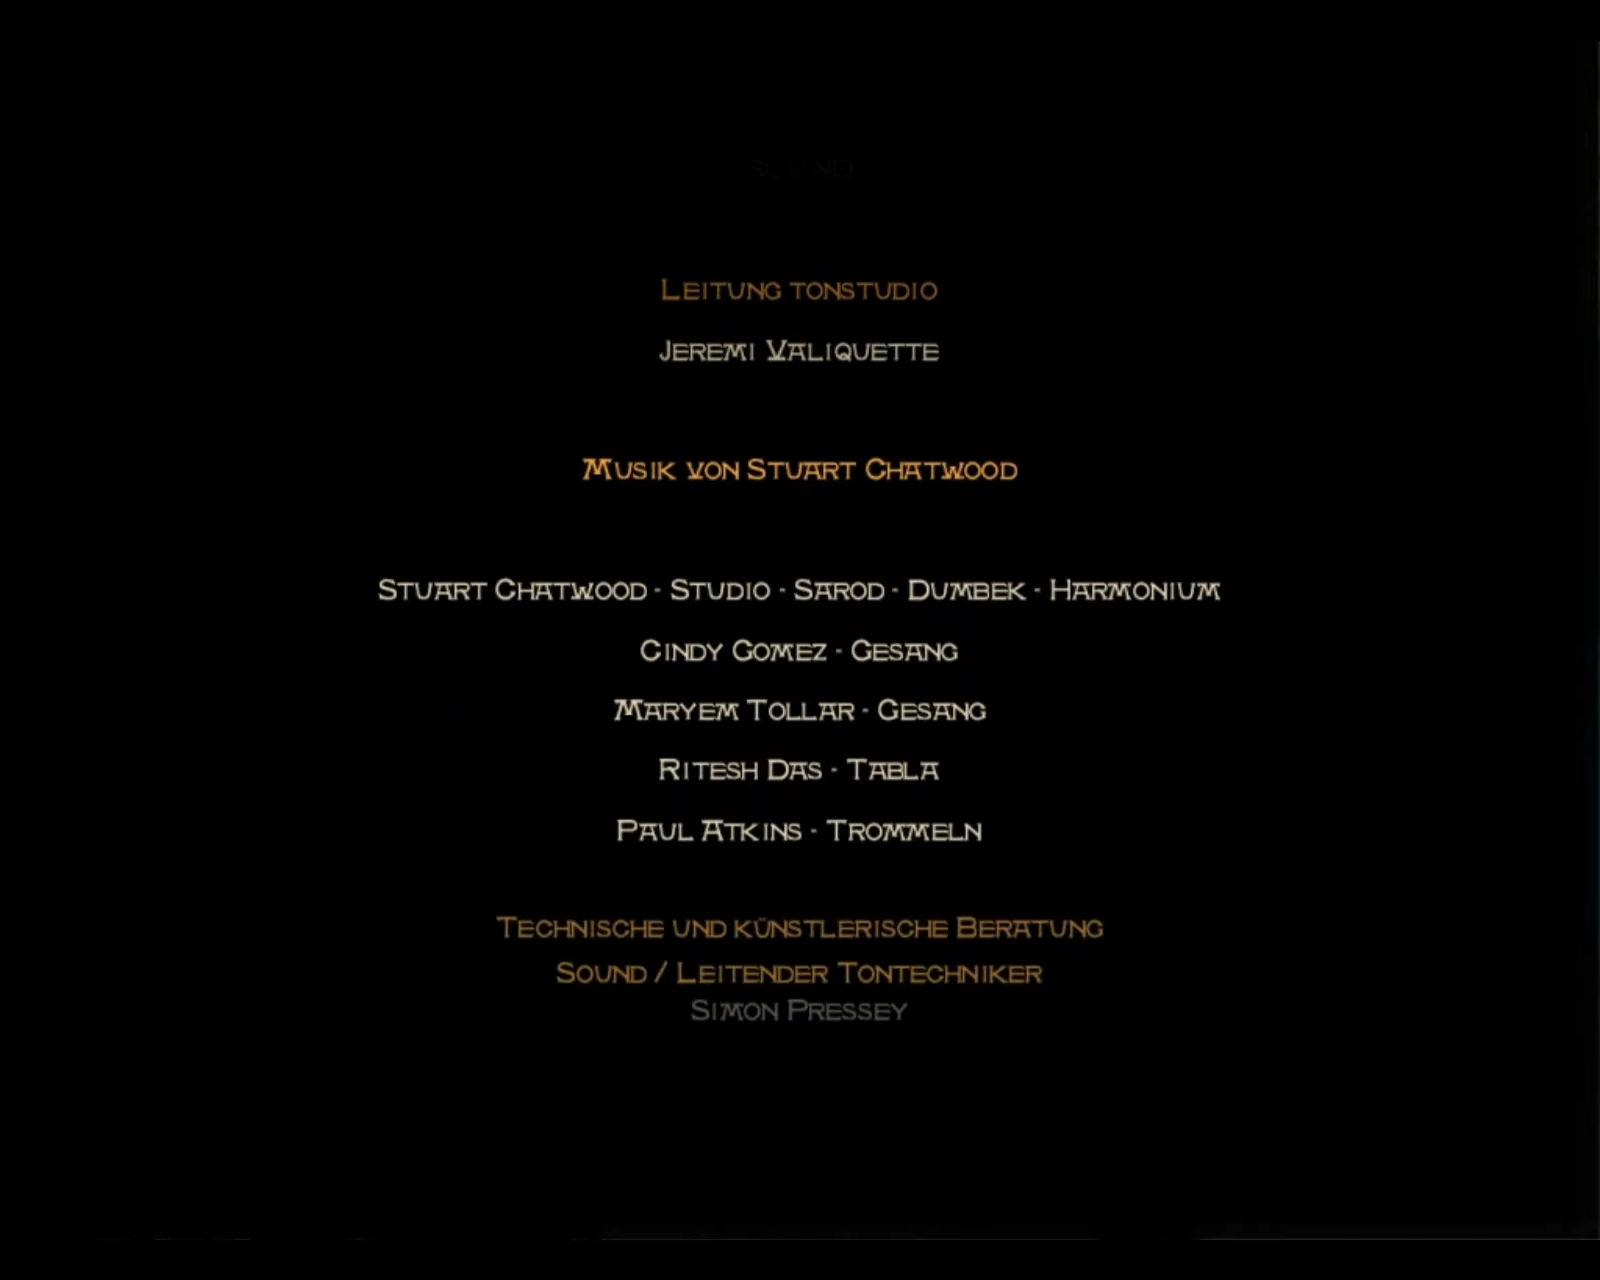 Sound
Leitung tonstudio
Jeremi Valiquette
Musik von Stuart Chatwood
Stuart Chatwood - Studio - Sarod - Dumbek - Harmonium
Cindy Gomez - Gesang
Maryem Tollar - Gesang
Ritesh Das - Tabla
Paul Atkins - Trommeln
Technische und künstlerische Beratung
Sound / Leitender Tontechniker
Simon Pressey